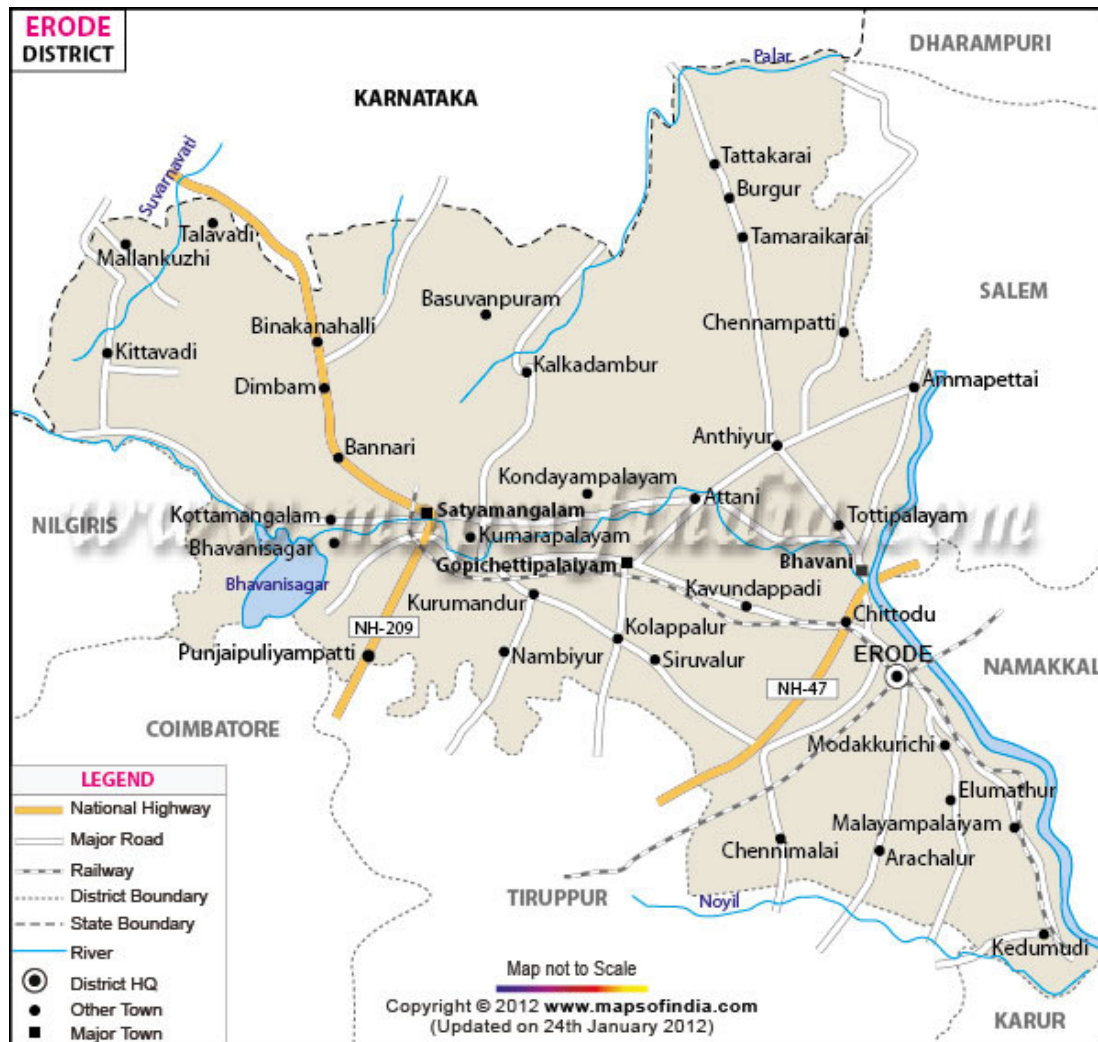 ERODE
DISTRICT
DHARAMPURI
Palar
KARNATAKA
Suvarnavati
Tattakarai
Burgur
Talavadi
Mallankuzhi
Tamaraikarai
SALEM
Basuvanpuram
Binakanahalli
Chennampatti
Kittavadi
Kalkadambur
Dimbam
Ammapettai
Anthiyur
Bannari
Kondayampalayam
Attani
www.mapsofindia.com
NILGIRIS
Kottamangalam
Satyamangalam
Tottipalayam
Kumarapalayam
Bhavanisagar
Gopichettipalaiyam
Bhavani
Bhavanisagar
Kurumandur
Kavundappadi
NH-209
Chittodu
Kolappalur
Punjaipuliyampatti
Nambiyur
Siruvalur
ERODE
NAMAKKAL
NH-47
COIMBATORE
Modakkurichi
LEGEND
National Highway
Major Road
Railway
District Boundary
State Boundary
River
District HQ
Other Town
Major Town
Elumathur
Malayampalaiyam
Chennimalai
Arachalur
TIRUPPUR
Noyil
Kedumudi
Map not to Scale
Copyright © 2012 www.mapsofindia.com
(Updated on 24th January 2012)
KARUR